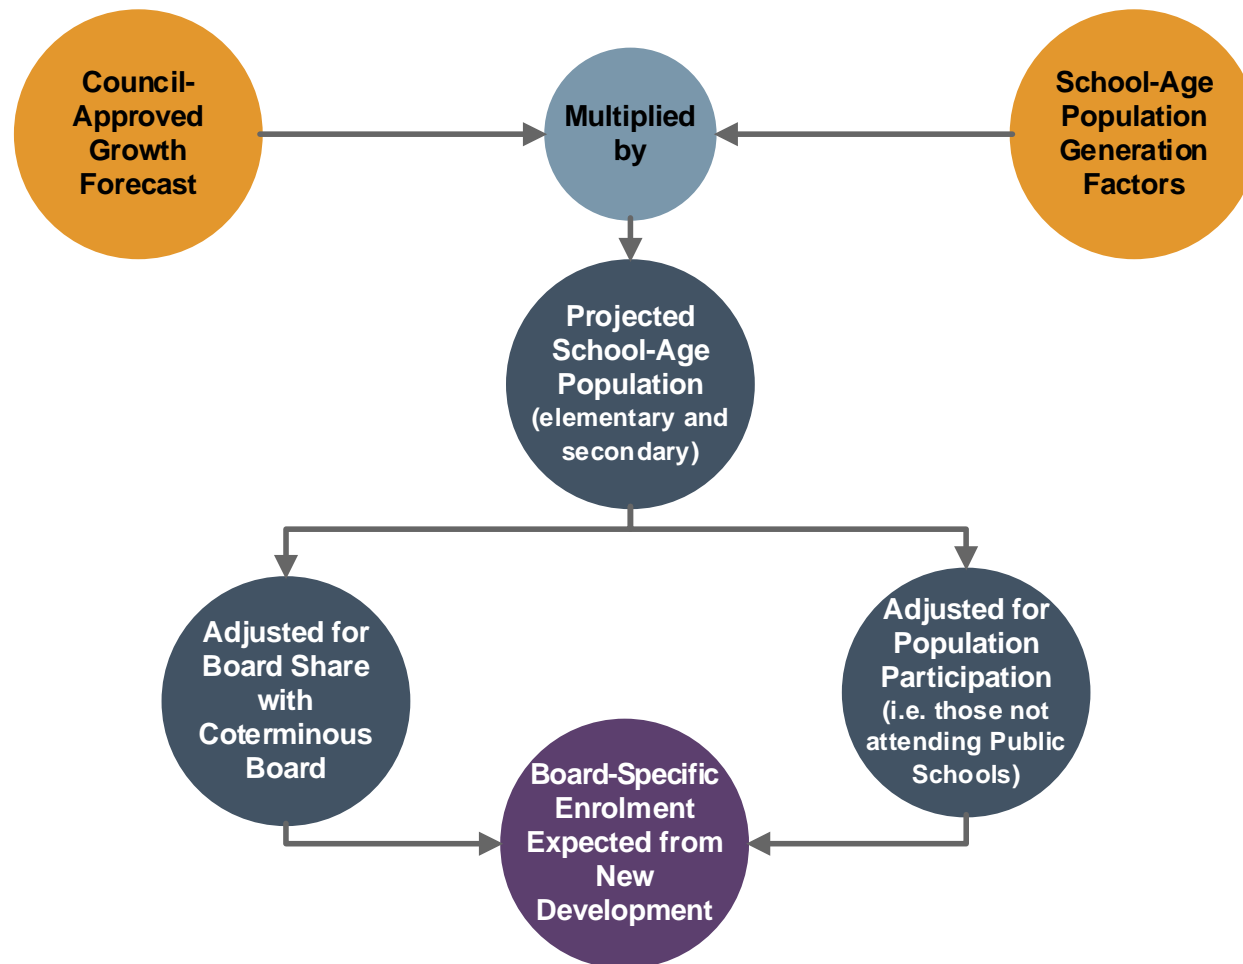 Council-
Approved
Growth
Forecast
Multiplied
by
School-Age
Population
Generation
Factors
Projected
School-Age
Population
(elementary and
secondary)
Adjusted for
Board Share
with
Coterminous
Board
Adjusted for
Population
Participation
(i.e. those not
attending Public
Schools)
Board-Specific
Enrolment
Expected from
New
Development